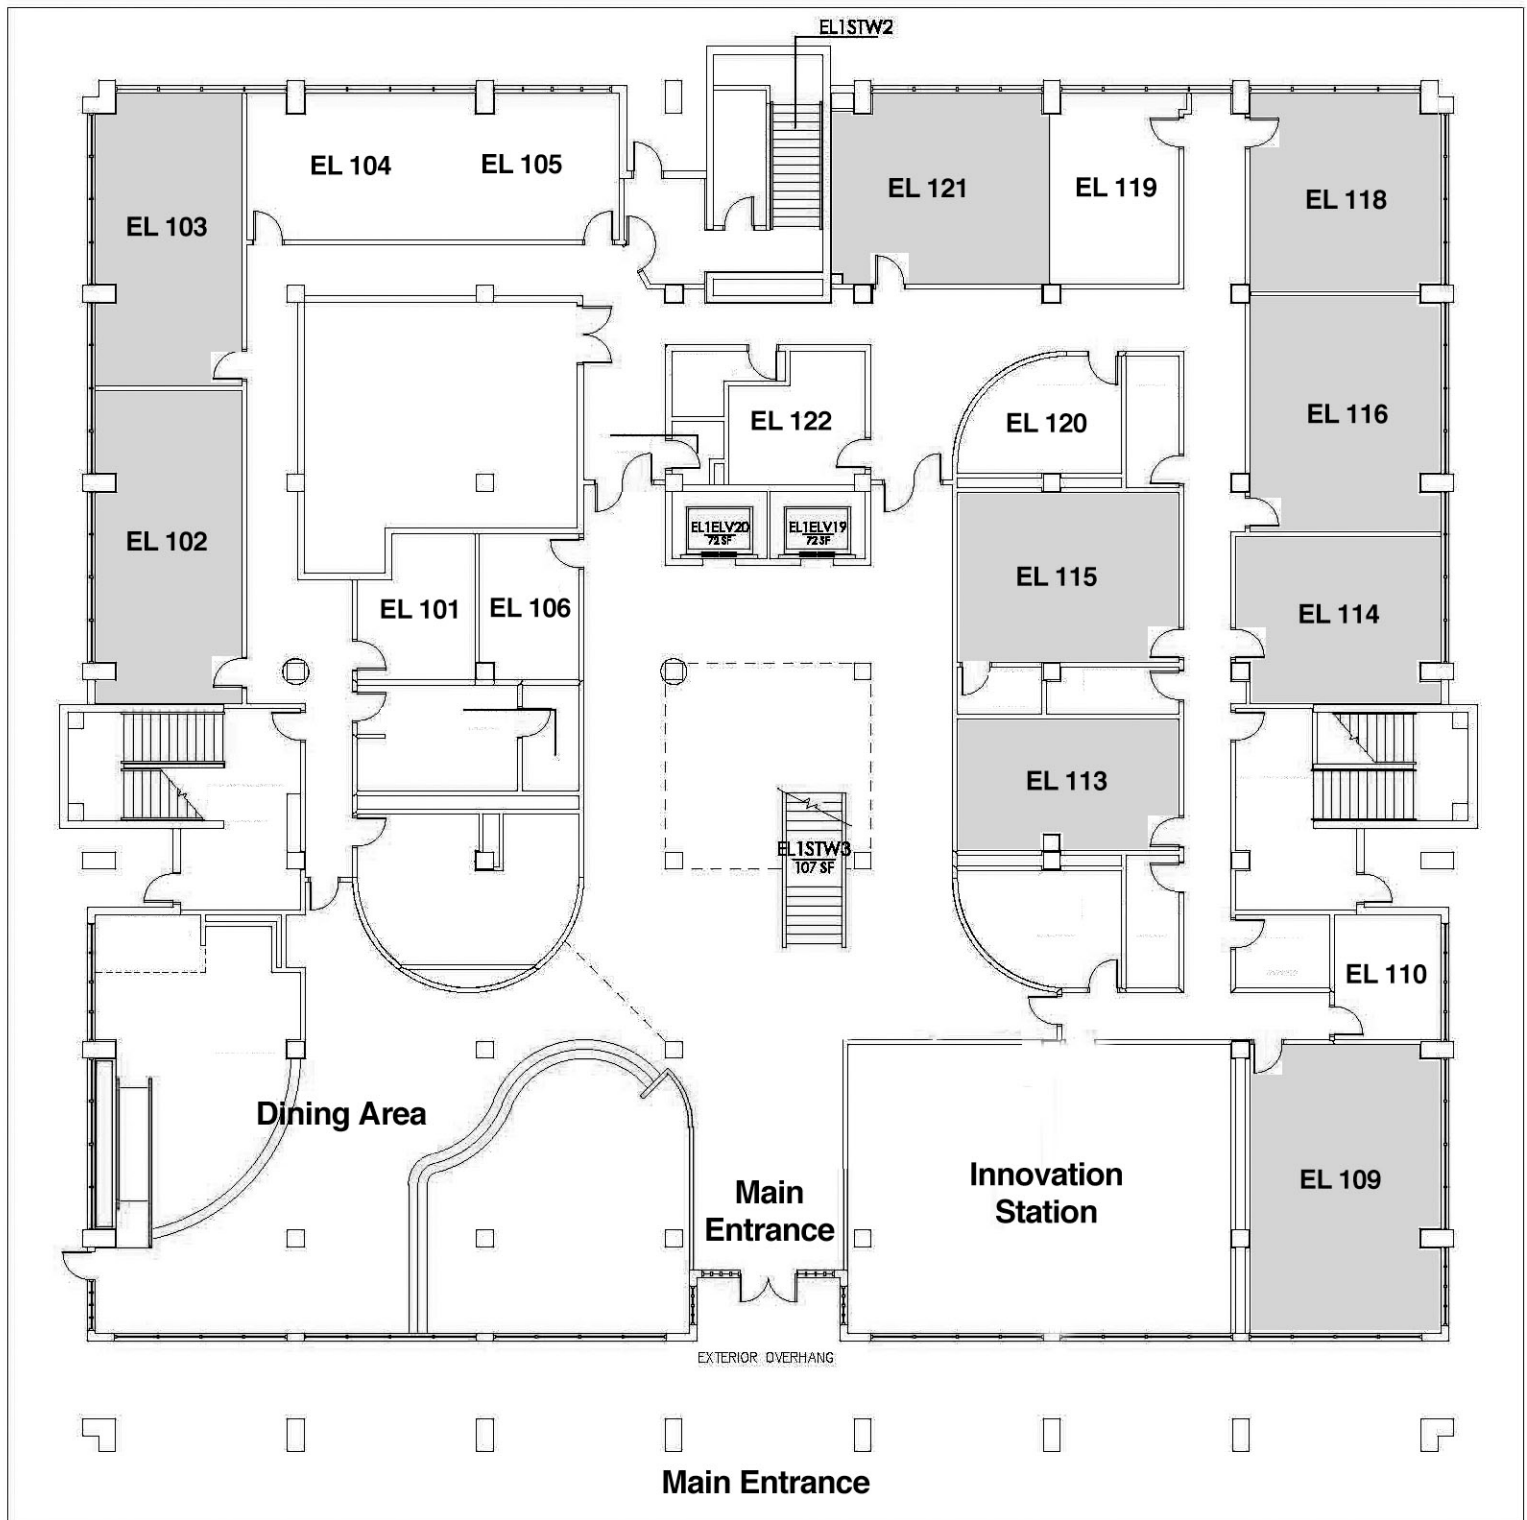 EL1STW2
EL 104
EL 105
EL 121
EL 119
EL 118
EL 103
EL 122
EL 120
EL 116
EL1ELV20
72 SF
EL1ELV19
72 SF
EL 102
EL 101
EL 106
EL 115
EL 114
EL 113
EL1STW3
107 SF
EL 110
Dining Area
Main
Entrance
Innovation
Station
EL 109
EXTERIOR OVERHANG
Main Entrance